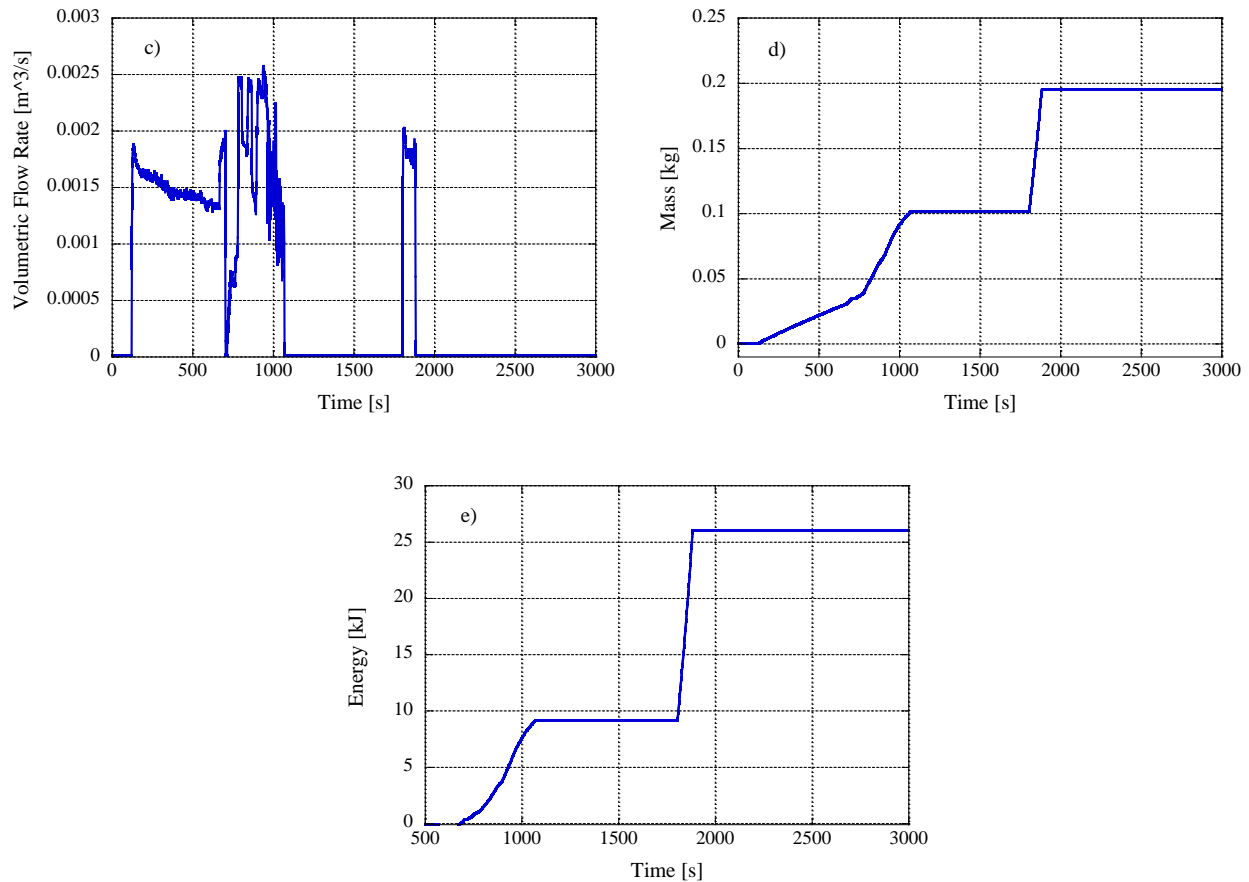 c)
Volumetric Flow Rate [m^3/s]
0.003
0.0025
0.002
0.0015
0.001
0.0005
0
0 500 1000 1500 2000 2500 3000
Time [s]
d)
Mass [kg]
0.25
0.2
0.15
0.1
0.05
0
0 500 1000 1500 2000 2500 3000
Time [s]
e)
Energy [kJ]
30
25
20
15
10
5
0
500 1000 1500 2000 2500 3000
Time [s]